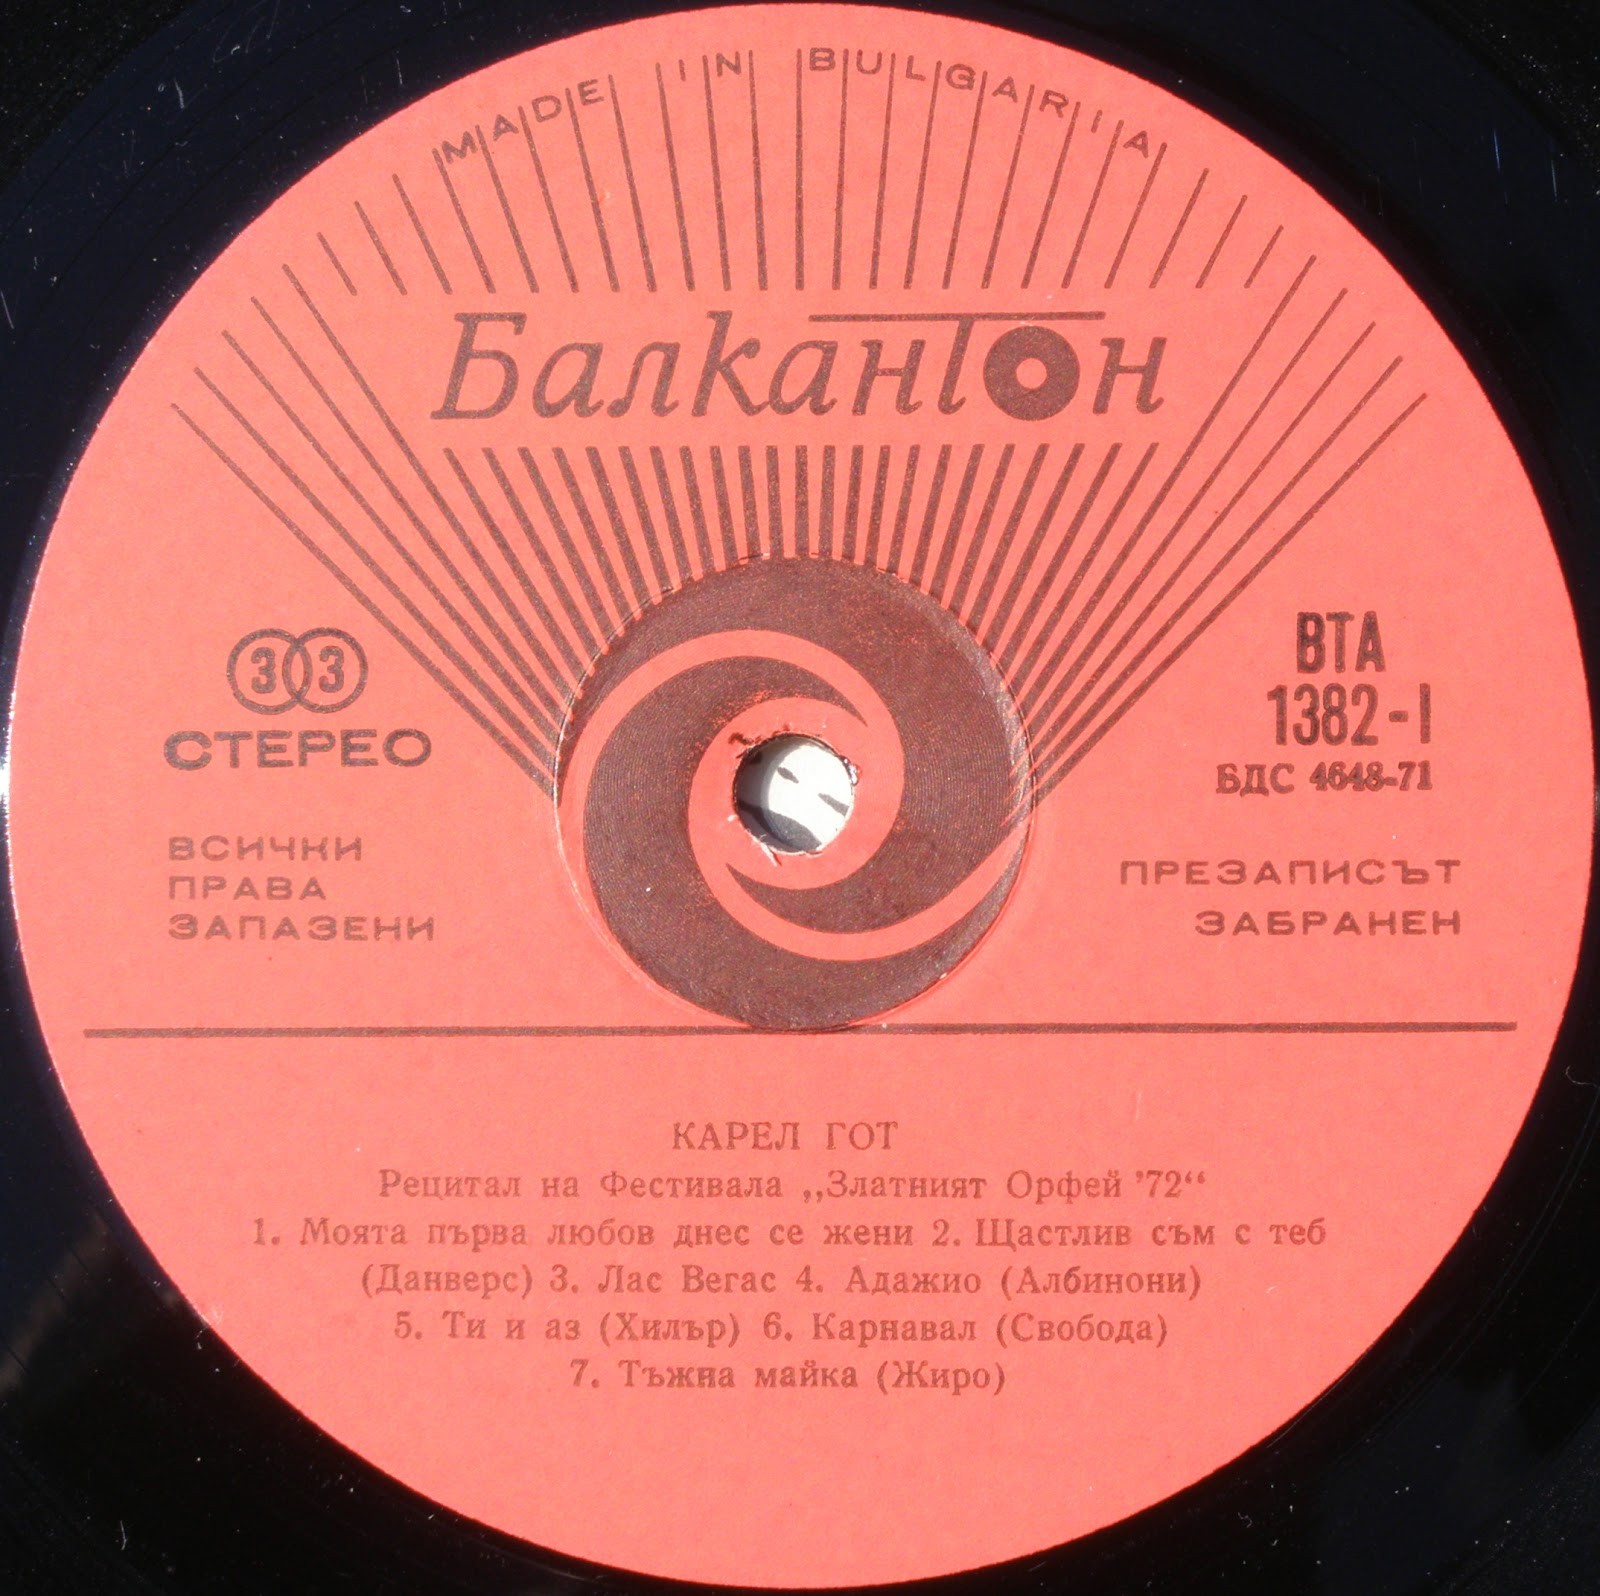 MADE IN BULGARIA
Балкантон
33
СТЕРЕО
ВТА
1382-I
БДС 4648-71
ВСИЧКИ
ПРАВА
ЗАПАЗЕНИ
ПРЕЗАПИСЪТ
ЗАБРАНЕН
КАРЕЛ ГОТ
Рецитал на Фестивала „Златният Орфей '72“
1. Моята първа любов днес се жени 2. Щастлив съм с теб
(Данверс) 3. Лас Вегас 4. Адажио (Албинони)
5. Ти и аз (Хилър) 6. Карнавал (Свобода)
7. Тъжна майка (Жиро)